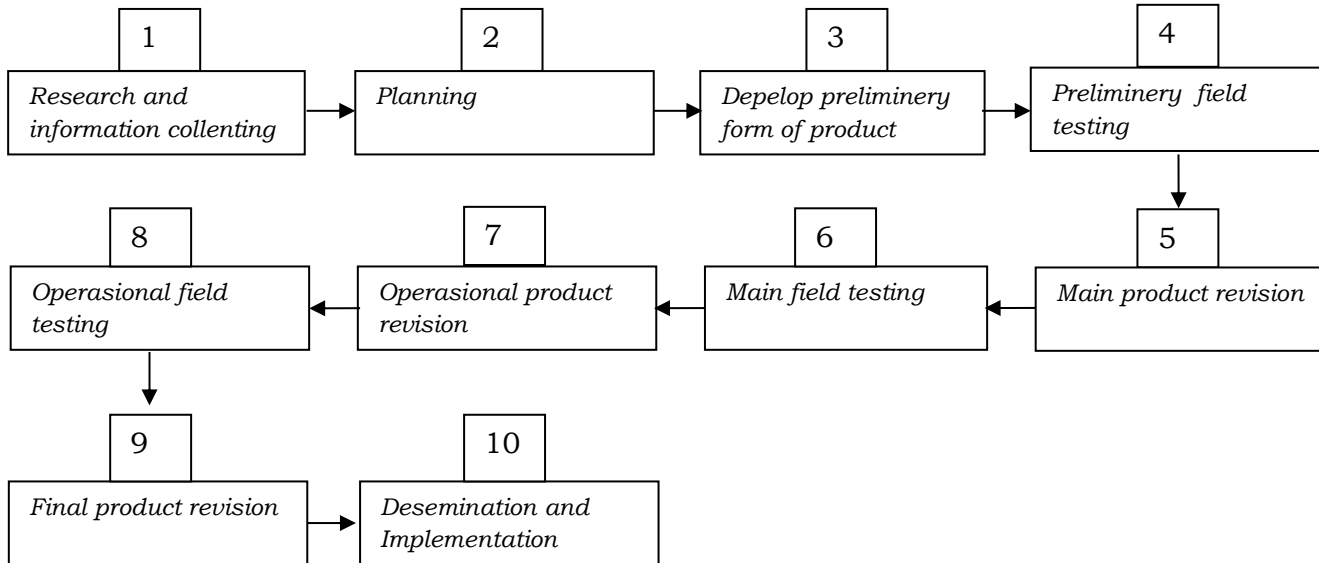 1
Research and
information collenting
2
Planning
3
Depelop preliminery
form of product
4
Preliminery field
testing
5
Main product revision
6
Main field testing
7
Operasional product
revision
8
Operasional field
testing
9
Final product revision
10
Desemination and
Implementation